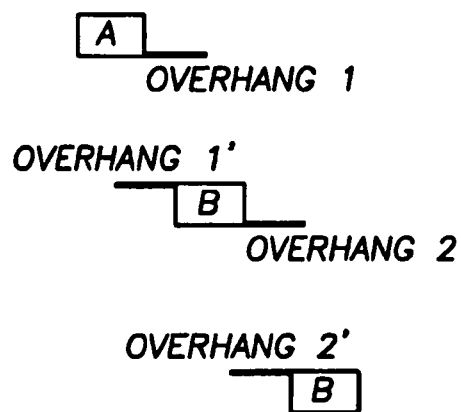 A
OVERHANG 1
OVERHANG 1'
B
OVERHANG 2
OVERHANG 2'
B